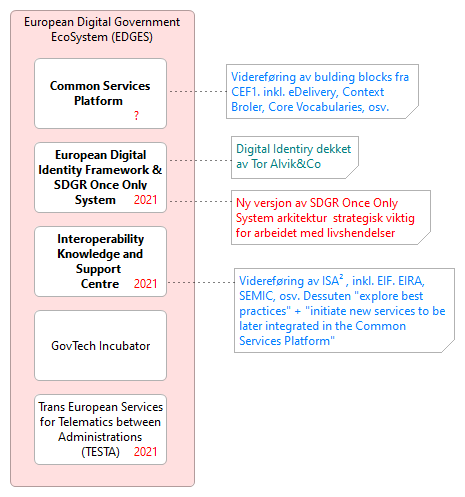 European Digital Government
EcoSystem (EDGES)
Common Services
Platform
?
Videreføring av bulding blocks fra
CEF1. inkl. eDelivery, Context
Broler, Core Vocabularies, osv.
European Digital
Identity Framework &
SDGR Once Only
System 2021
Digital Identiry dekket
av Tor Alvik&Co
Ny versjon av SDGR Once Only
System arkitektur strategisk viktig
for arbeidet med livshendelser
Interoperability
Knowledge and
Support
Centre 2021
Videreføring av ISA², inkl. EIF. EIRA,
SEMIC, osv. Dessuten "explore best
practices" + "initiate new services to be
later integrated in the Common
Services Platform"
GovTech Incubator
Trans European Services
for Telematics between
Administrations
(TESTA) 2021